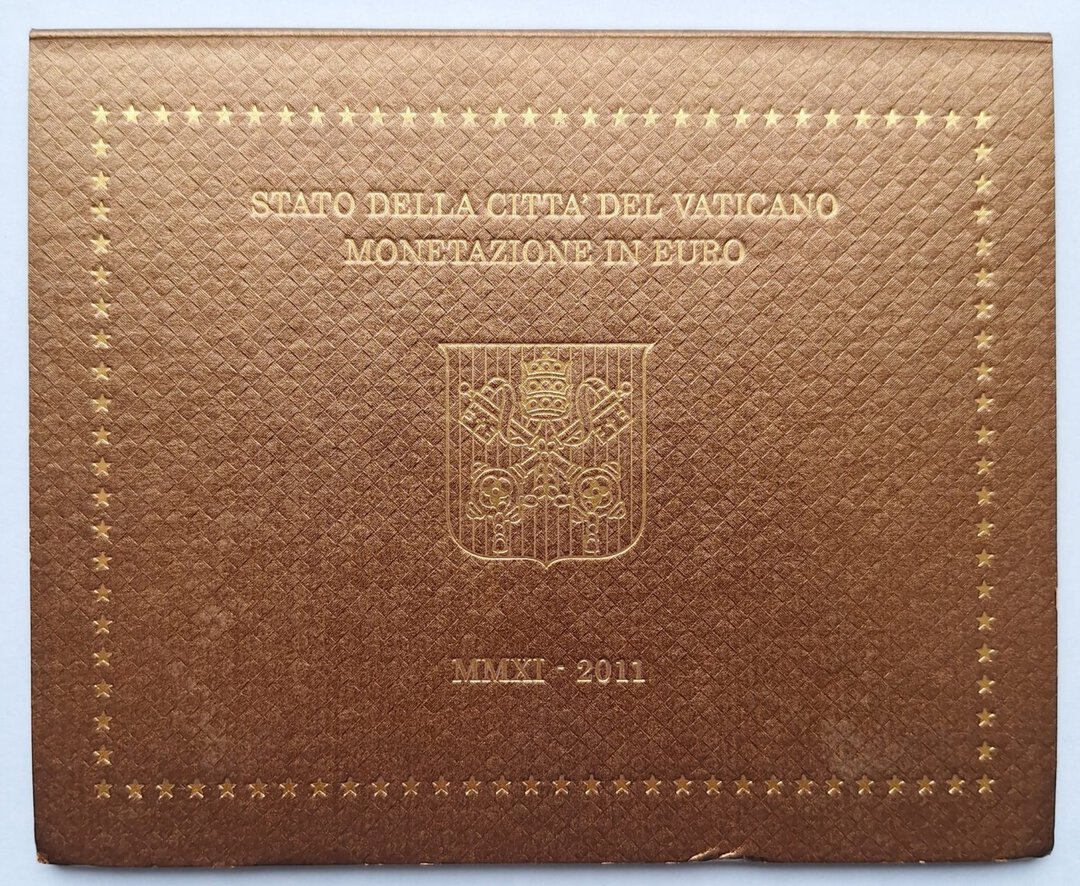 STATO DELLA CITTA' DEL VATICANO
MONETAZIONE IN EURO
MMXI - 2011